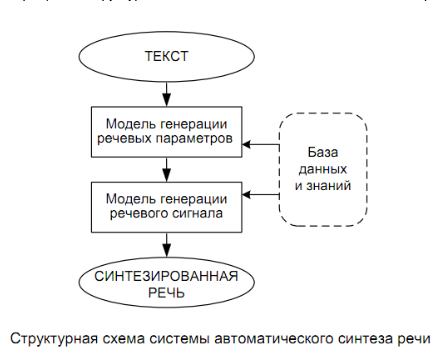 ТЕКСТ
Модель генерации
речевых параметров
База
данных
и знаний
Модель генерации
речевого сигнала
СИНТЕЗИРОВАННАЯ
РЕЧЬ
Структурная схема системы автоматического синтеза речи